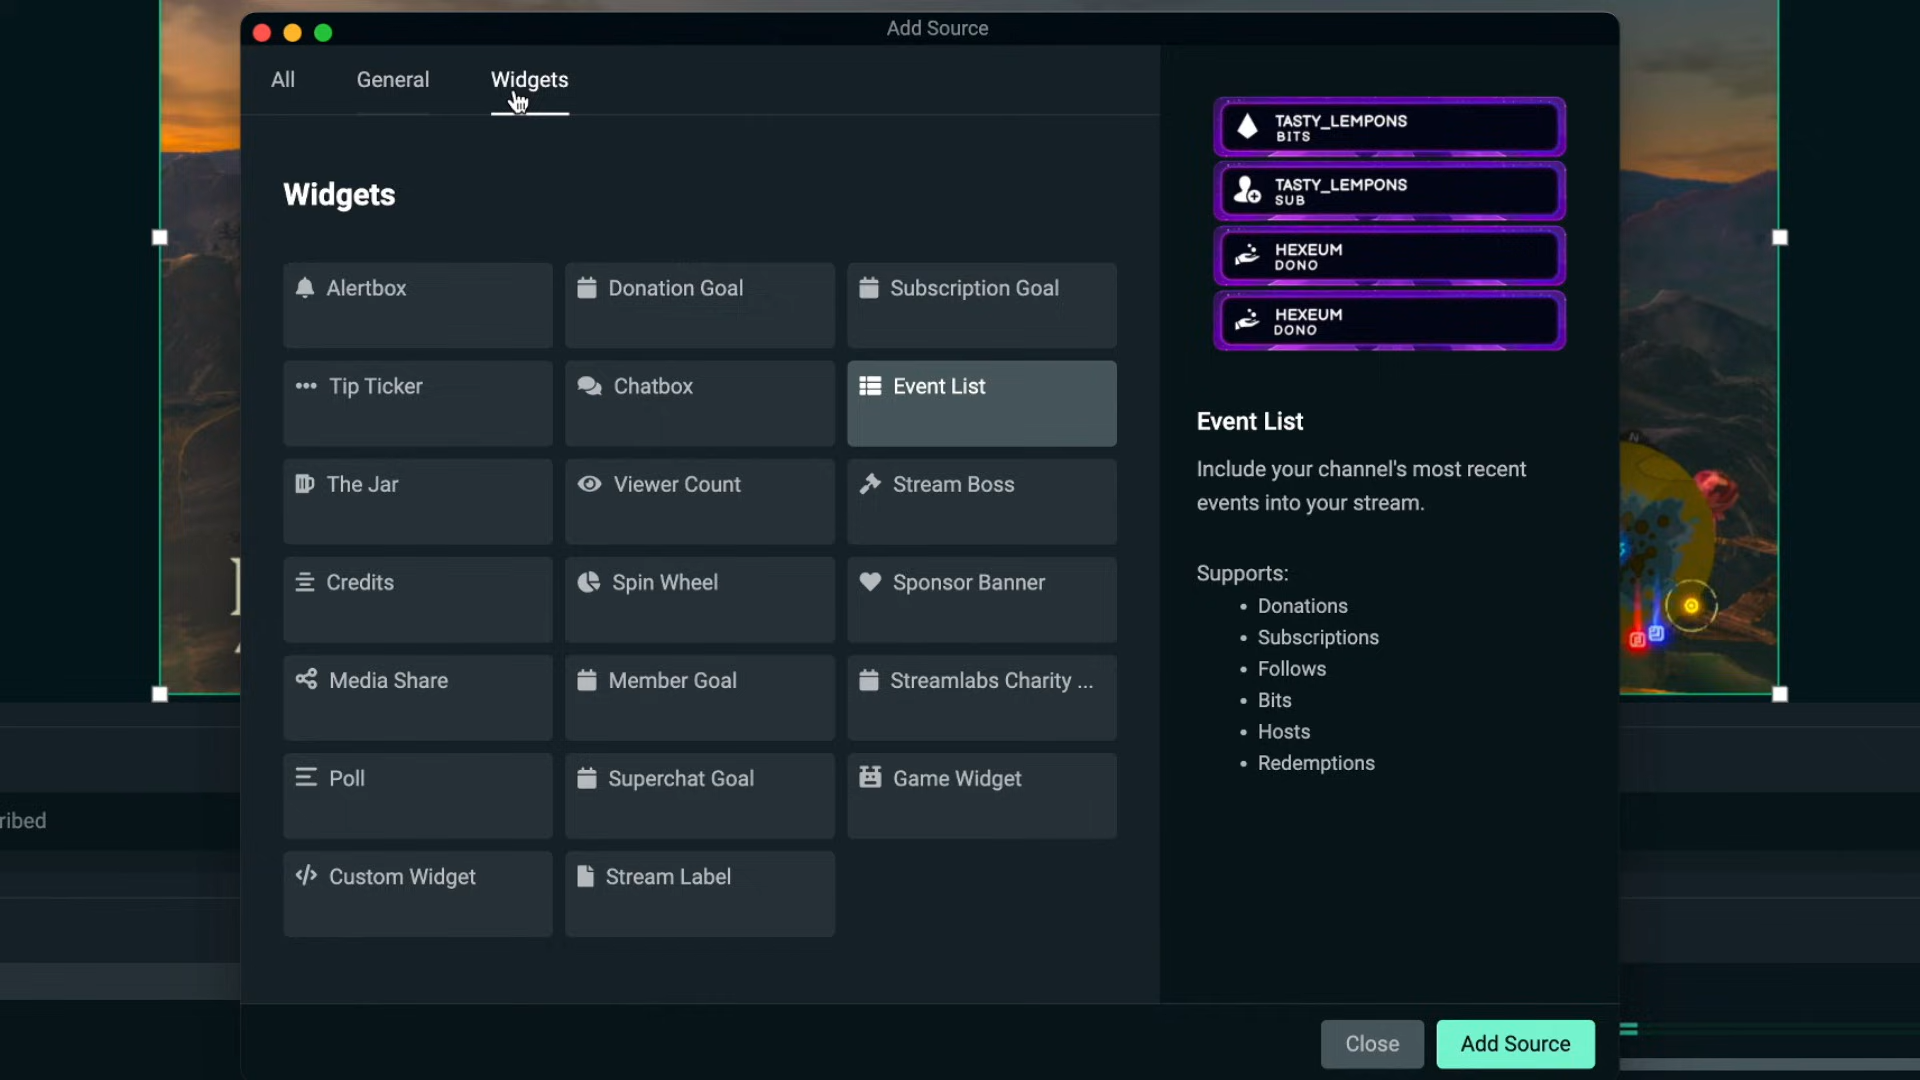 Add Source
All
General
Widgets
Widgets
Alertbox
Donation Goal
Subscription Goal
Tip Ticker
Chatbox
Event List
The Jar
Viewer Count
Stream Boss
Credits
Spin Wheel
Sponsor Banner
Media Share
Member Goal
Streamlabs Charity ...
Poll
Superchat Goal
Game Widget
Custom Widget
Stream Label
TASTY_LEMPONS
BITS
TASTY_LEMPONS
SUB
HEXEUM
DONO
HEXEUM
DONO
Event List
Include your channel's most recent
events into your stream.
Supports:
• Donations
• Subscriptions
• Follows
• Bits
• Hosts
• Redemptions
N
ribed
Close
Add Source